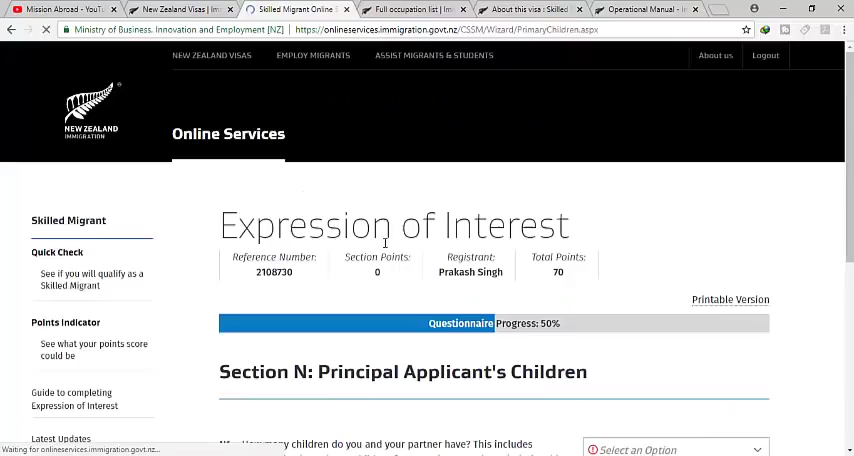 Mission Abroad - YouTu
New Zealand Visas | Imm
Skilled Migrant Online S
Full occupation list | Im
About this visa : Skilled
Operational Manual - In
Ministry of Business. Innovation and Employment [NZ]
https://onlineservices.immigration.govt.nz/CSSM/Wizard/PrimaryChildren.aspx
NEW ZEALAND VISAS
EMPLOY MIGRANTS
ASSIST MIGRANTS & STUDENTS
About us
Logout
NEW ZEALAND
IMMIGRATION
Online Services
Skilled Migrant
Quick Check
See if you will qualify as a
Skilled Migrant
Points Indicator
See what your points score
could be
Guide to completing
Expression of Interest
Latest Updates
Expression of Interest
Reference Number: Section Points: Registrant: Total Points:
2108730 0 Prakash Singh 70
Printable Version
Questionnaire Progress: 50%
Section N: Principal Applicant's Children
How many children do you and your partner have? This includes
Select an Option
Waiting for onlineservices.immigration.govt.nz...